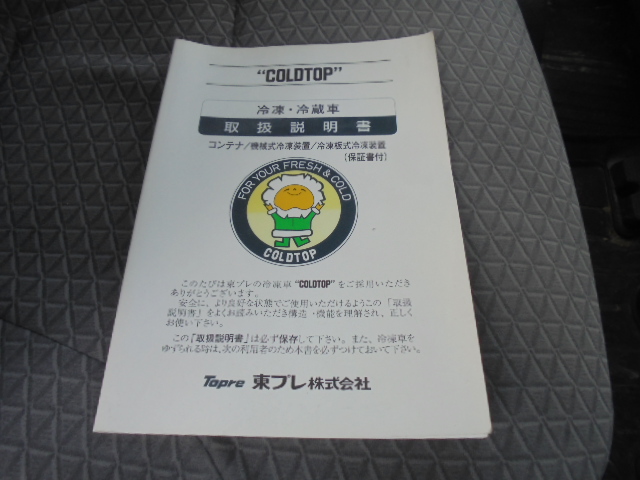 "COLDTOP"
冷凍・冷蔵車
取扱説明書
コンテナ/機械式冷凍装置/冷凍板式冷凍装置
(保証書付)
FOR YOUR FRESH & COLD
COLDTOP
このたびは東プレの冷凍車"COLDTOP"をご採用いただき
ありがとうございます。
安全に、より良好な状態でご使用いただけるようこの「取扱
説明書」をよくお読みいただき構造・機能を理解され、正しく
お使い下さい。
この「取扱説明書」は必ず保存して下さい。また、冷凍車を
ゆずられる時は、次の利用者のため本書を必ずつけておいて下さい。
Topre 東プレ株式会社